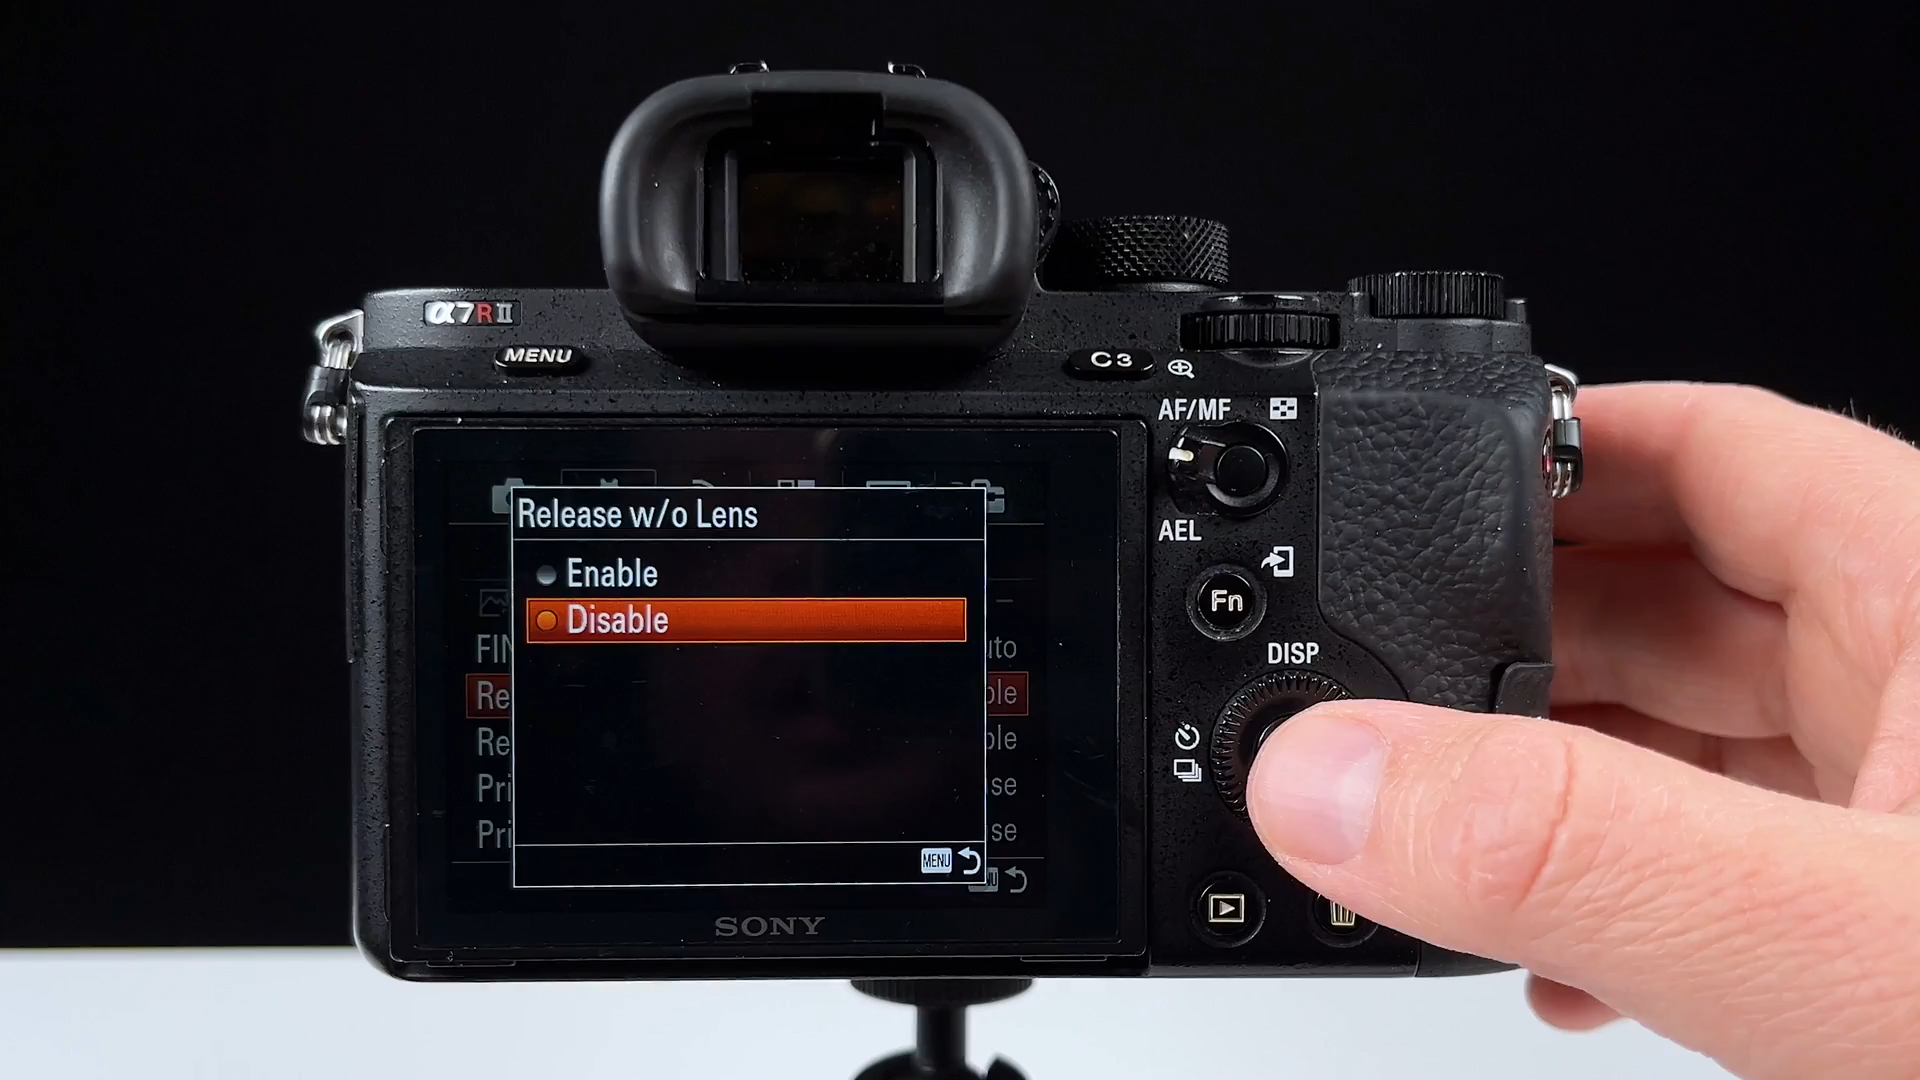 α7RII
MENU
C3
AF/MF
AEL
Fn
DISP
Release w/o Lens
Enable
Disable
MENU
SONY